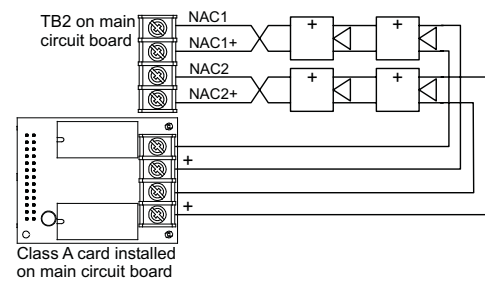 TB2 on main
circuit board
NAC1
NAC1+
NAC2
NAC2+
+ +
+ +
+
+
Class A card installed
on main circuit board